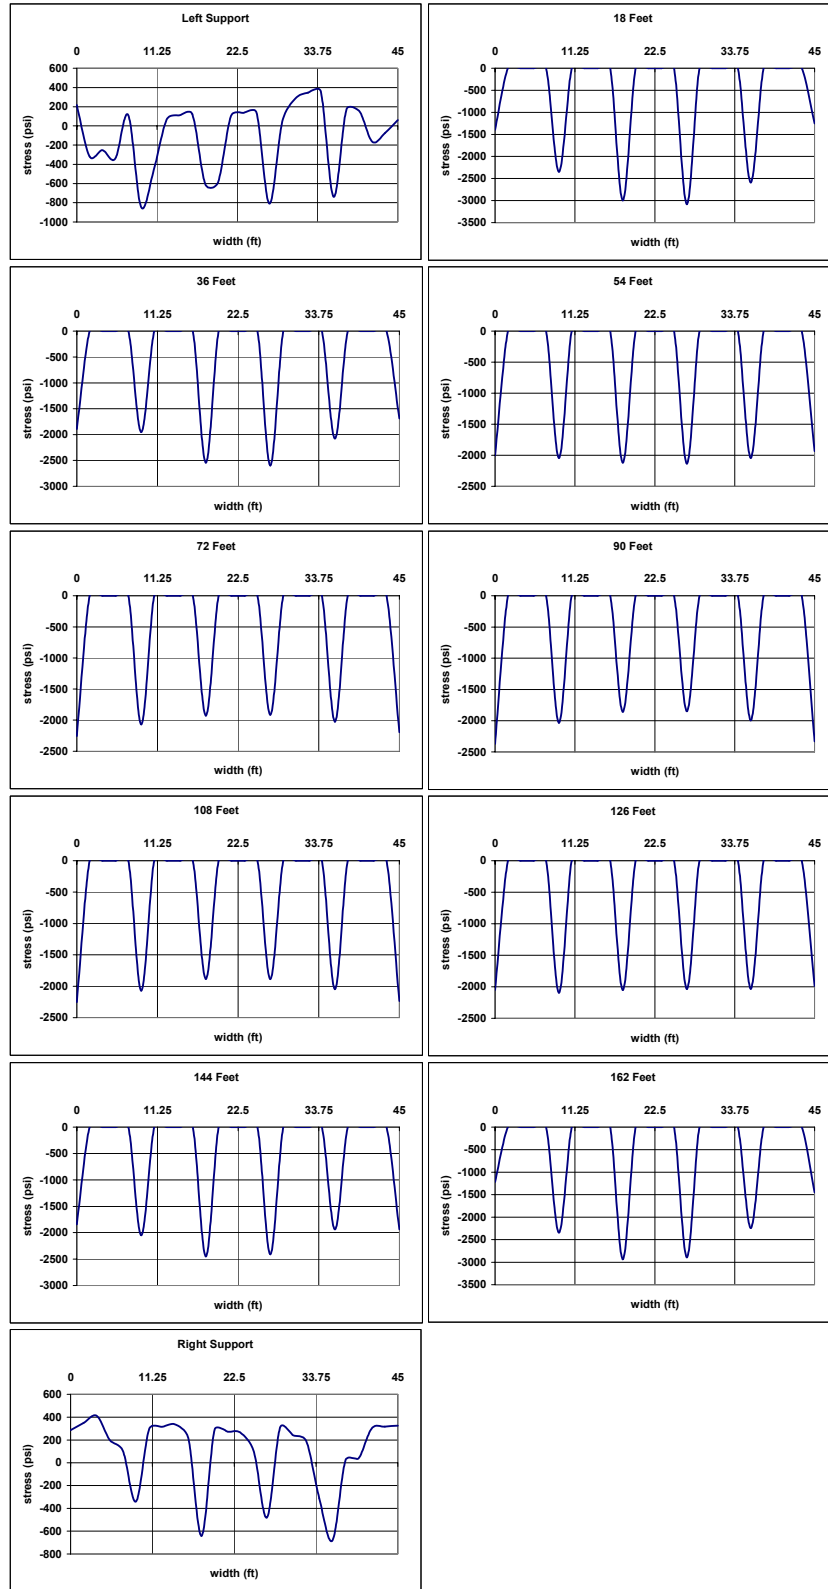 Left Support
0 11.25 22.5 33.75 45
600
400
200
0
-200
-400
-600
-800
-1000
stress (psi)
width (ft)
18 Feet
0 11.25 22.5 33.75 45
0
-500
-1000
-1500
-2000
-2500
-3000
-3500
stress (psi)
width (ft)
36 Feet
0 11.25 22.5 33.75 45
0
-500
-1000
-1500
-2000
-2500
-3000
stress (psi)
width (ft)
54 Feet
0 11.25 22.5 33.75 45
0
-500
-1000
-1500
-2000
-2500
stress (psi)
width (ft)
72 Feet
0 11.25 22.5 33.75 45
0
-500
-1000
-1500
-2000
-2500
stress (psi)
width (ft)
90 Feet
0 11.25 22.5 33.75 45
0
-500
-1000
-1500
-2000
-2500
stress (psi)
width (ft)
108 Feet
0 11.25 22.5 33.75 45
0
-500
-1000
-1500
-2000
-2500
stress (psi)
width (ft)
126 Feet
0 11.25 22.5 33.75 45
0
-500
-1000
-1500
-2000
-2500
stress (psi)
width (ft)
144 Feet
0 11.25 22.5 33.75 45
0
-500
-1000
-1500
-2000
-2500
-3000
stress (psi)
width (ft)
162 Feet
0 11.25 22.5 33.75 45
0
-500
-1000
-1500
-2000
-2500
-3000
-3500
stress (psi)
width (ft)
Right Support
0 11.25 22.5 33.75 45
600
400
200
0
-200
-400
-600
-800
stress (psi)
width (ft)